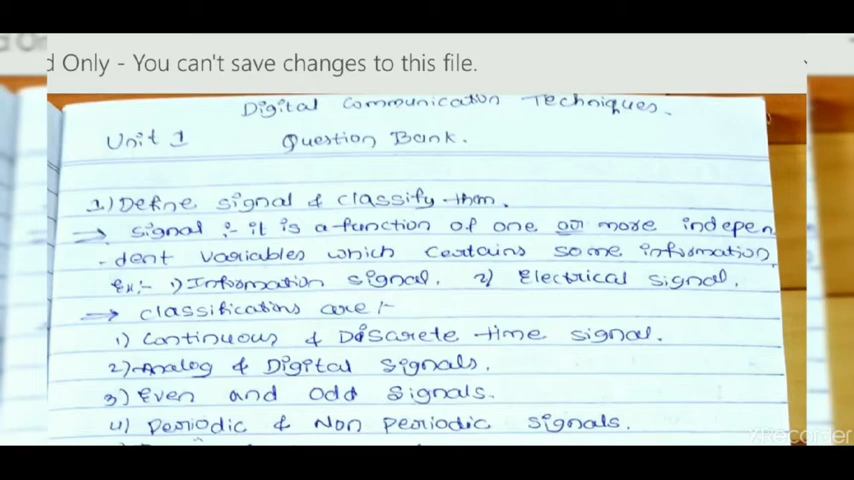 d Only - You can't save changes to this file.
Digital Communication Techniques.
Unit 1 Question Bank.
1) Define signal & classify them.
→ signal :- it is a function of one or more indepen
-dent variables which certains some information.
Ex:- 1) Information signal. 2) Electrical signal.
→ classifications are :-
1) Continuous & Discrete time signal.
2) Analog & Digital signals.
3) Even and odd signals.
4) Periodic & Non periodic signals.
XRecorder